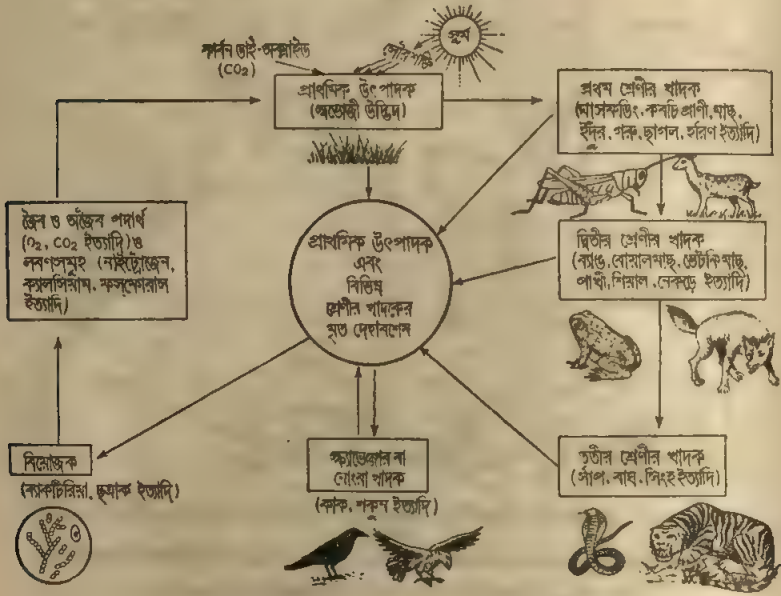 সূর্য
কার্বন ডাই-অক্সাইড
(CO₂)
সৌরশক্তি
প্রাথমিক উৎপাদক
(স্বভোজী উদ্ভিদ)
প্রথম শ্রেণীর খাদক
(ঘাসফড়িং, কবচি প্রাণী, মাছ,
ইঁদুর, গরু, ছাগল, হরিণ ইত্যাদি)
জৈব ও অজৈব পদার্থ
(O₂, CO₂ ইত্যাদি) ও
লবণসমূহ (নাইট্রোজেন,
ক্যালসিয়াম, ফসফোরাস
ইত্যাদি)
প্রাথমিক উৎপাদক
এবং
বিভিন্ন
শ্রেণীর খাদকের
মৃত দেহাবশেষ
দ্বিতীয় শ্রেণীর খাদক
(ব্যাঙ, বোয়ালমাছ, ভেটকিমাছ,
পাখী, শিয়াল, নেকড়ে ইত্যাদি)
বিয়োজক
(ব্যাকটিরিয়া, ছত্রাক ইত্যাদি)
স্ক্যাভেঞ্জার বা
নোংরা খাদক
(কাক, শকুন ইত্যাদি)
তৃতীয় শ্রেণীর খাদক
(সাপ, বাঘ, সিংহ ইত্যাদি)